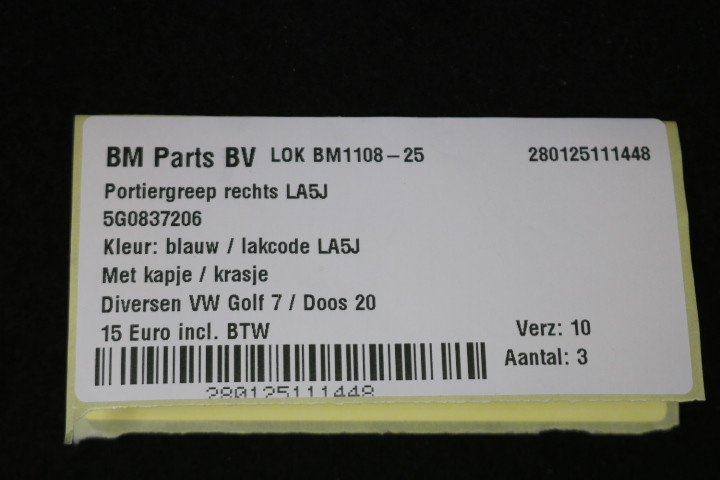 BM Parts BV LOK BM1108-25 280125111448
Portiergreep rechts LA5J
5G0837206
Kleur: blauw / lakcode LA5J
Met kapje / krasje
Diversen VW Golf 7 / Doos 20
15 Euro incl. BTW Verz: 10
Aantal: 3
280125111448